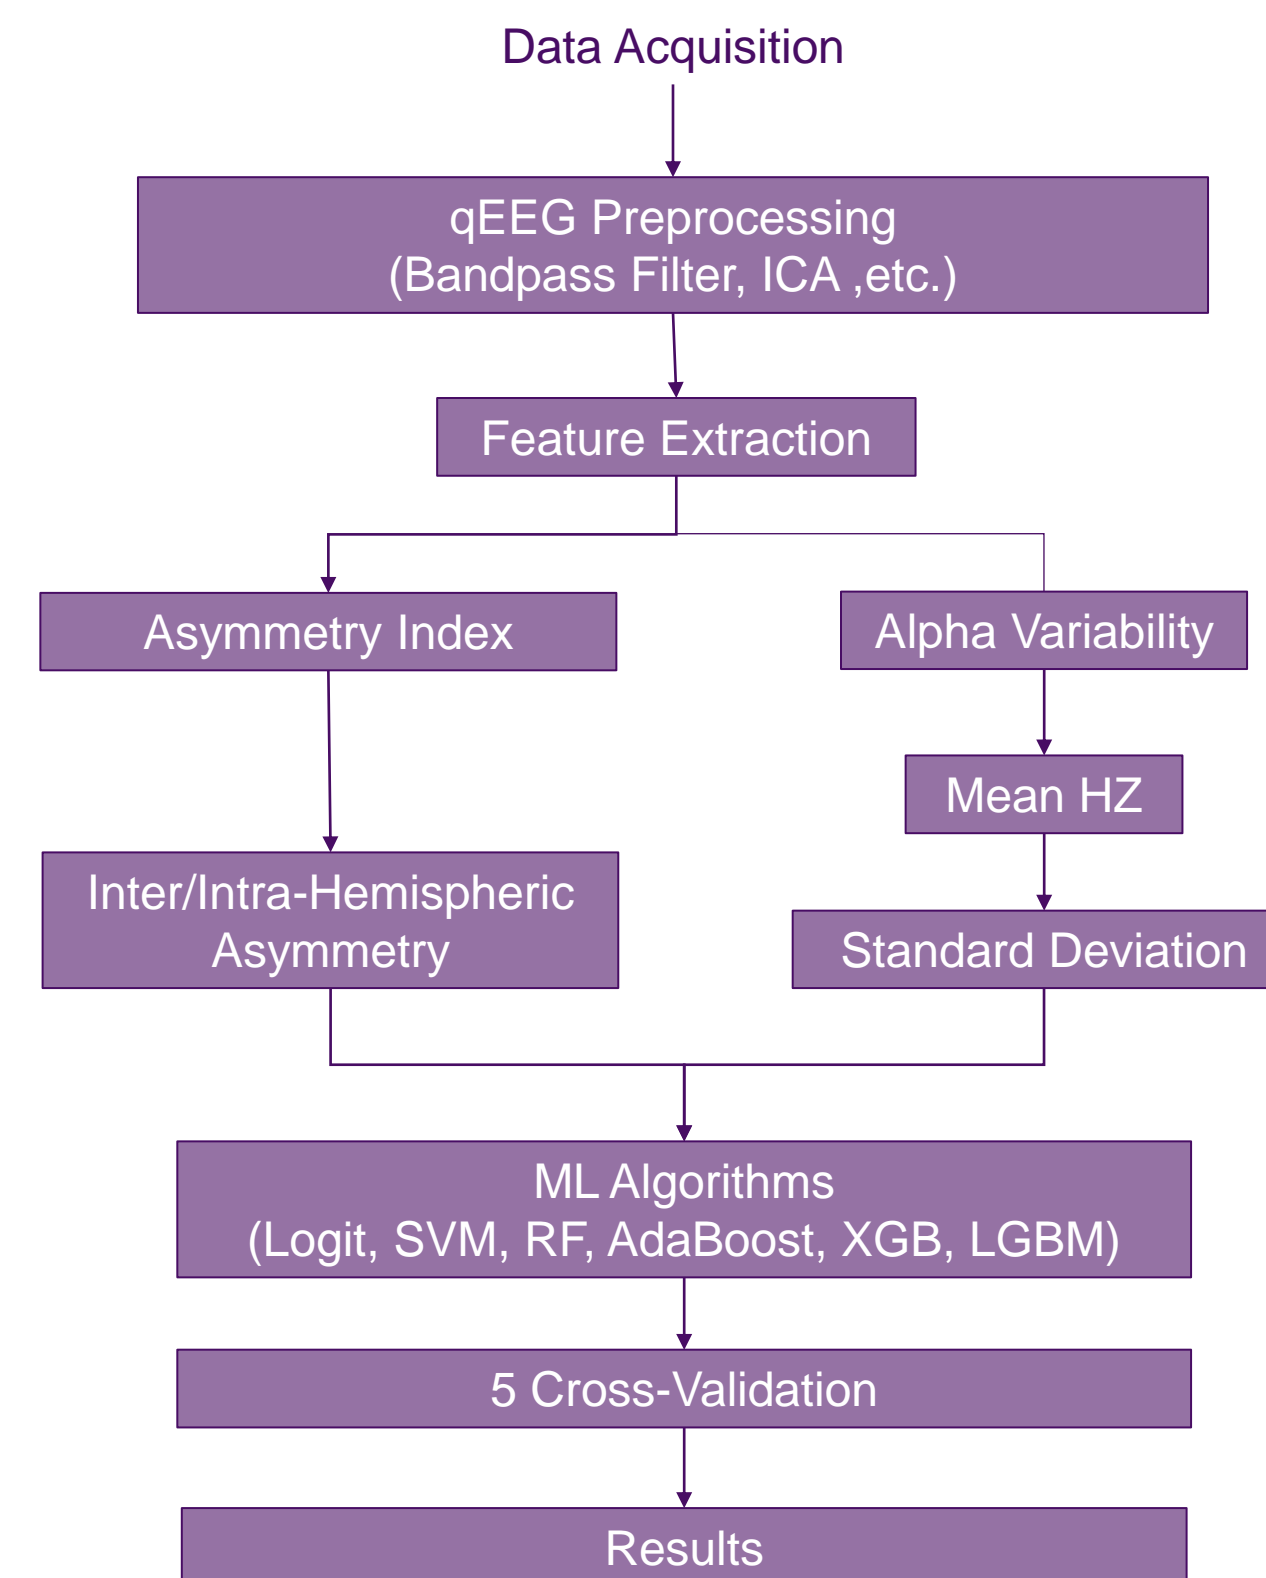 Data Acquisition
qEEG Preprocessing
(Bandpass Filter, ICA ,etc.)
Feature Extraction
Asymmetry Index
Alpha Variability
Mean HZ
Inter/Intra-Hemispheric
Asymmetry
Standard Deviation
ML Algorithms
(Logit, SVM, RF, AdaBoost, XGB, LGBM)
5 Cross-Validation
Results